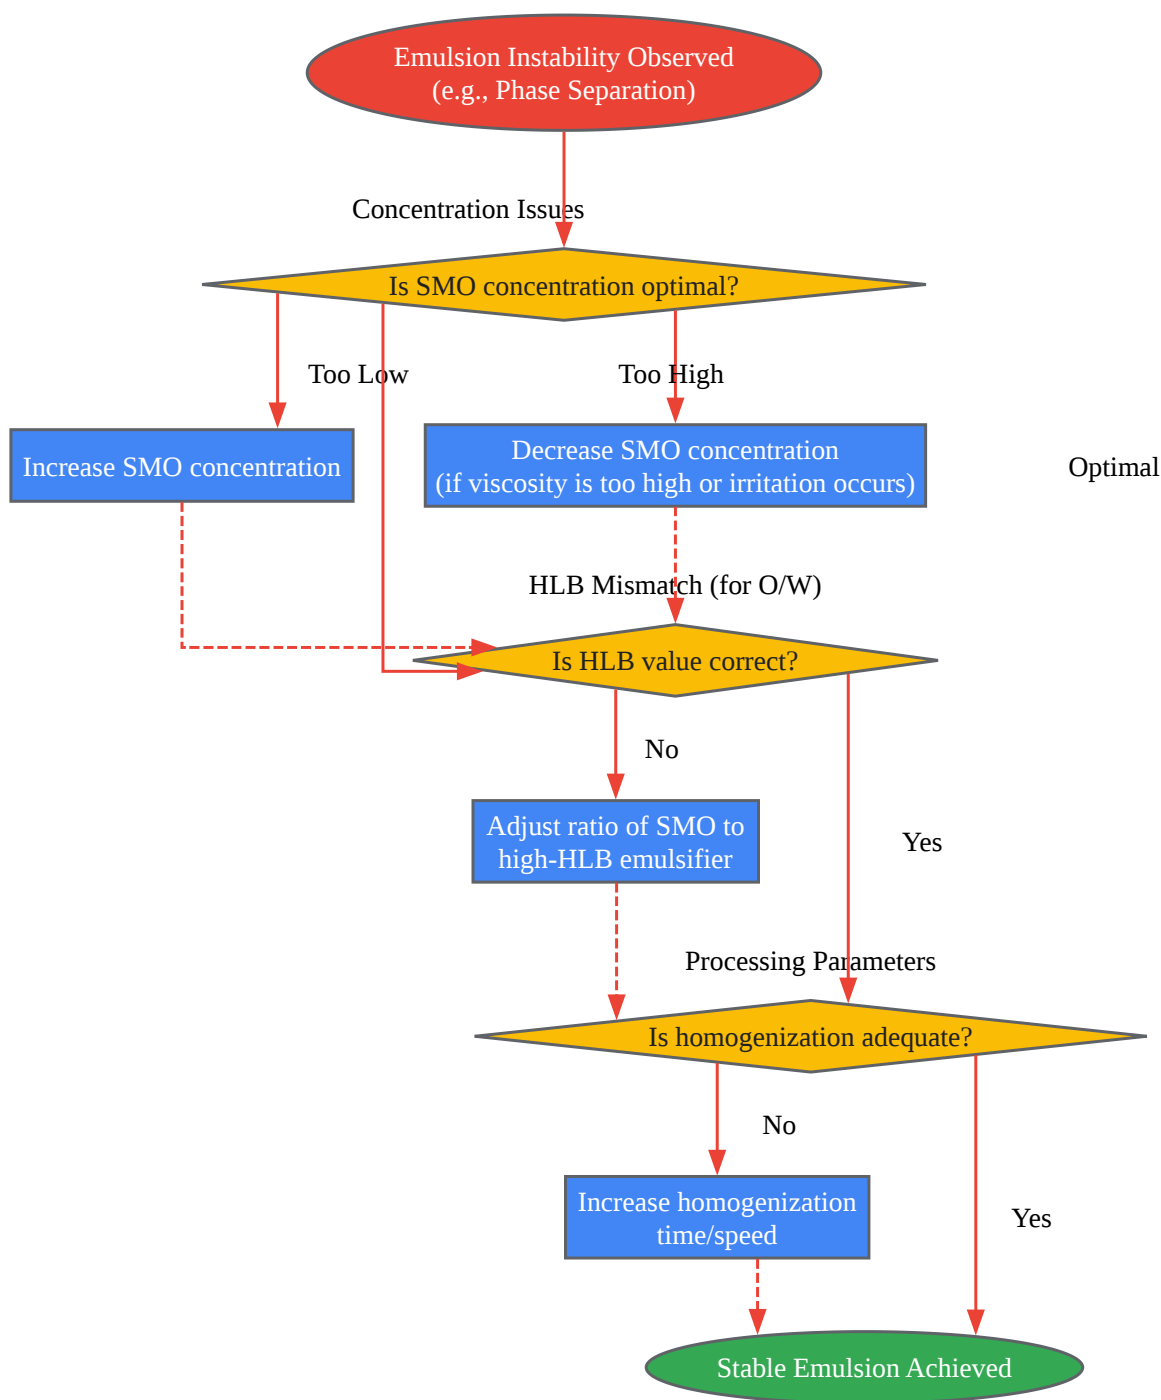 Emulsion Instability Observed
(e.g., Phase Separation)
Concentration Issues
Is SMO concentration optimal?
Too Low
Too High
Increase SMO concentration
Decrease SMO concentration
(if viscosity is too high or irritation occurs)
Optimal
HLB Mismatch (for O/W)
Is HLB value correct?
No
Adjust ratio of SMO to
high-HLB emulsifier
Yes
Processing Parameters
Is homogenization adequate?
No
Increase homogenization
time/speed
Yes
Stable Emulsion Achieved